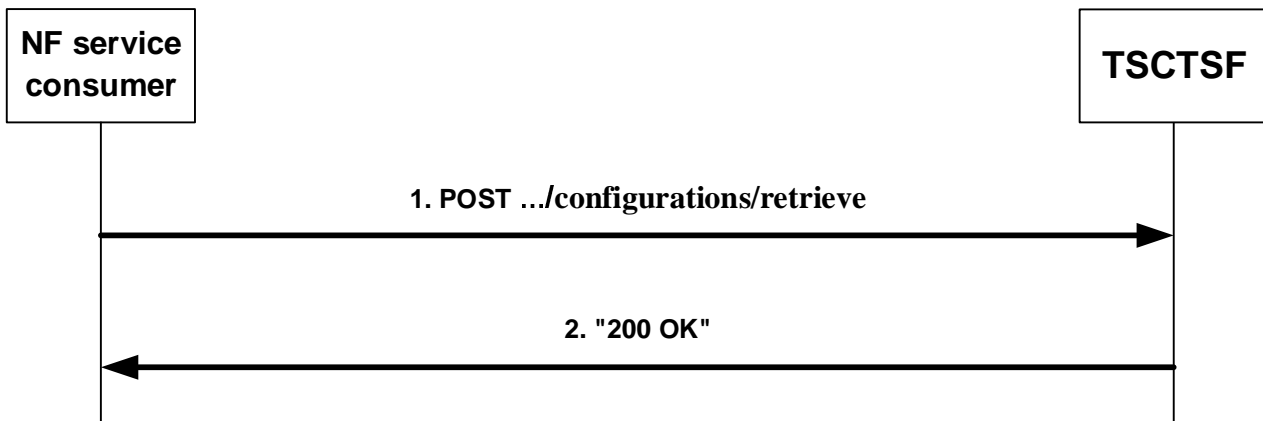 NF service
consumer
TSCTSF
1. POST .../configurations/retrieve
2. "200 OK"